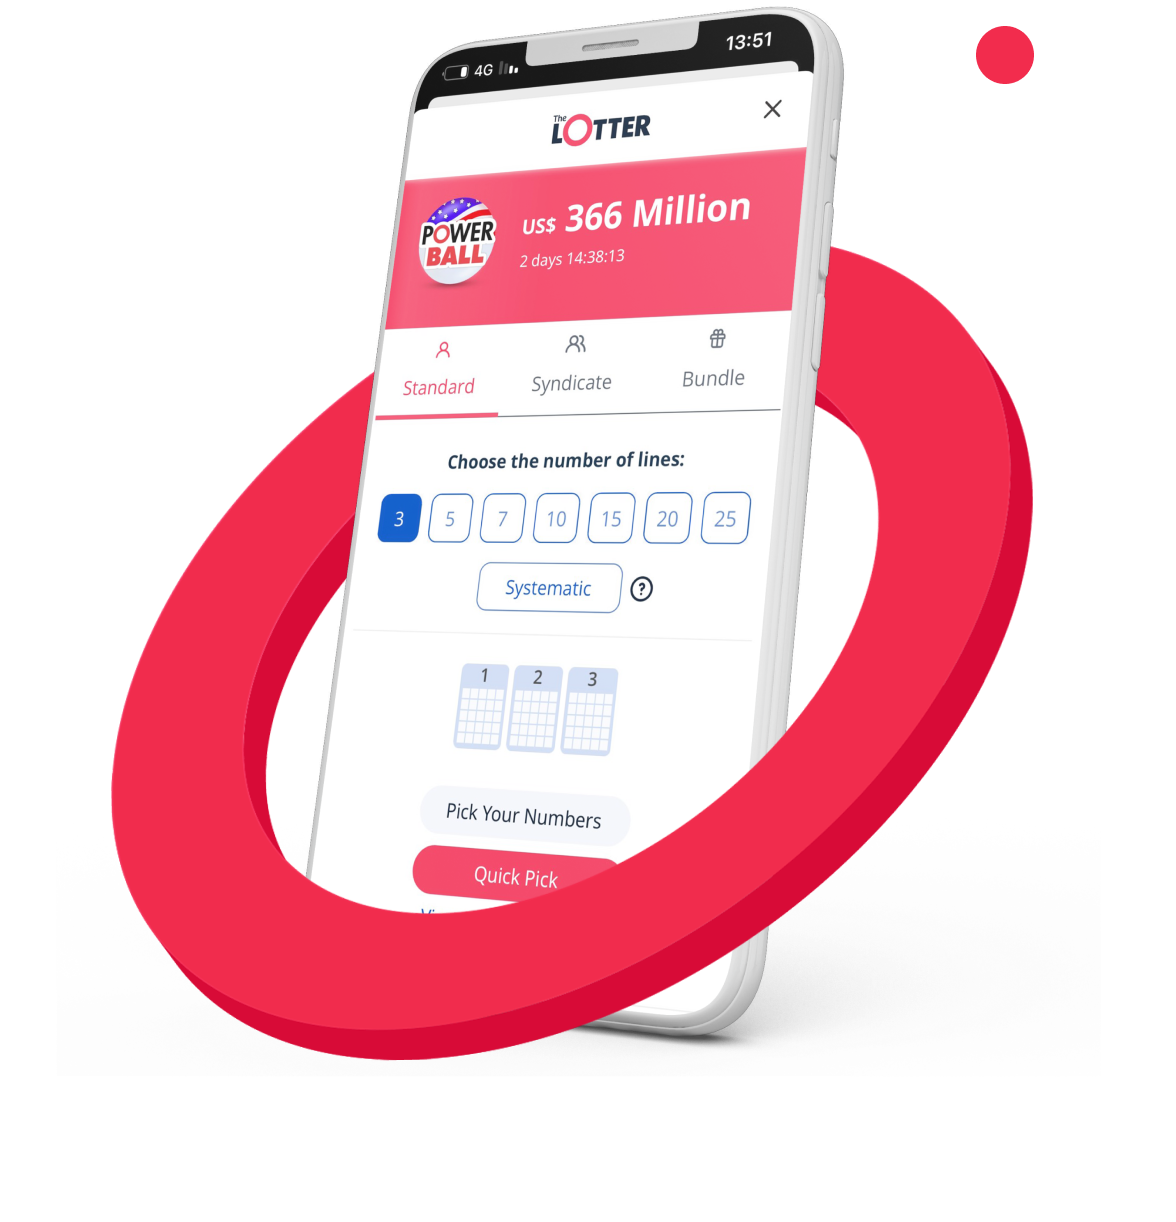 4G
13:51
The
LOTTER
POWER
BALL
US$ 366 Million
2 days 14:38:13
Standard
Syndicate
Bundle
Choose the number of lines:
3
5
7
10
15
20
25
Systematic
?
1
2
3
Pick Your Numbers
Quick Pick